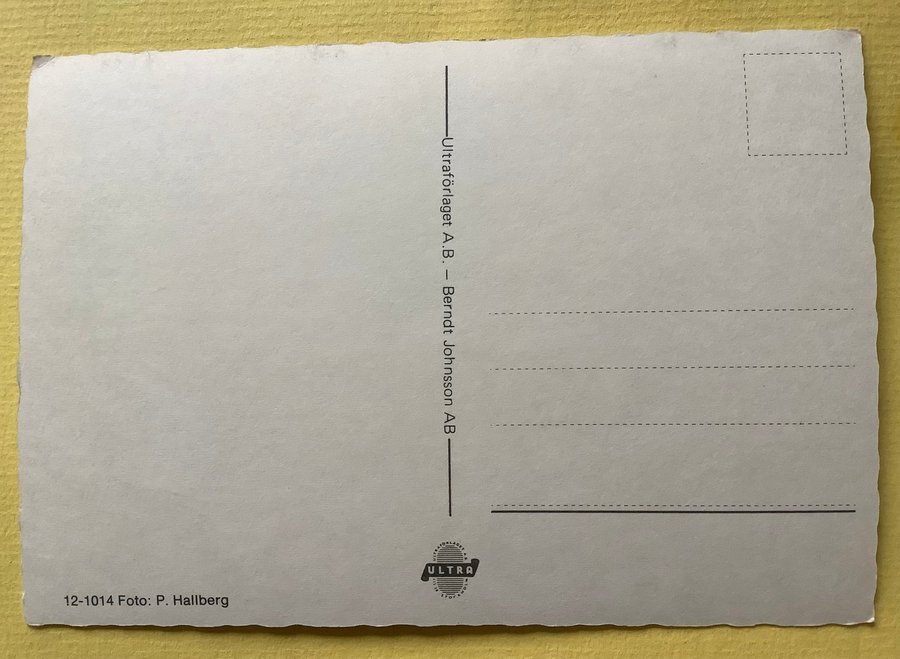 Ultraförlaget A.B. – Berndt Johnsson AB
ULTRA
12-1014 Foto: P. Hallberg